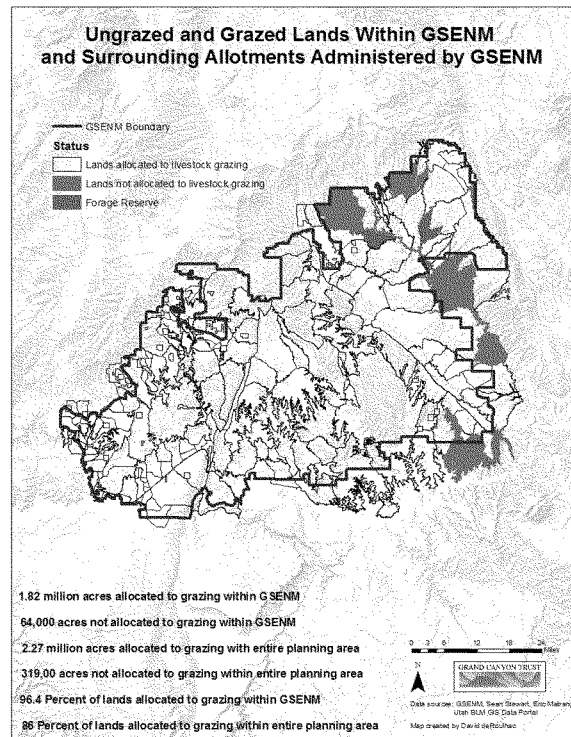 Ungrazed and Grazed Lands Within GSENM
and Surrounding Allotments Administered by GSENM
GSENM Boundary
Status
Lands allocated to livestock grazing
Lands not allocated to livestock grazing
Forage Reserve
1.82 million acres allocated to grazing within GSENM
64,000 acres not allocated to grazing within GSENM
2.27 million acres allocated to grazing with entire planning area
319,00 acres not allocated to grazing within entire planning area
96.4 Percent of lands allocated to grazing within GSENM
86 Percent of lands allocated to grazing within entire planning area
0 3 6 12 18 24
Miles
N
GRAND CANYON TRUST
Data sources: GSENM, Sean Stewart, Eric
Utah BLM GIS Data Portal
Map created by David